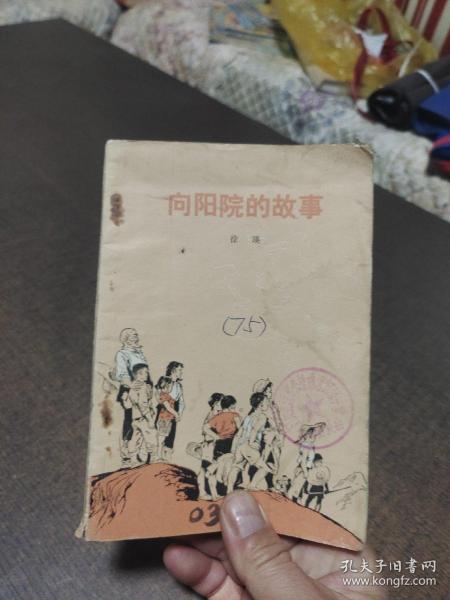 向阳院的故事
徐瑛
(75)
03
孔夫子旧书网
www.kongfz.com